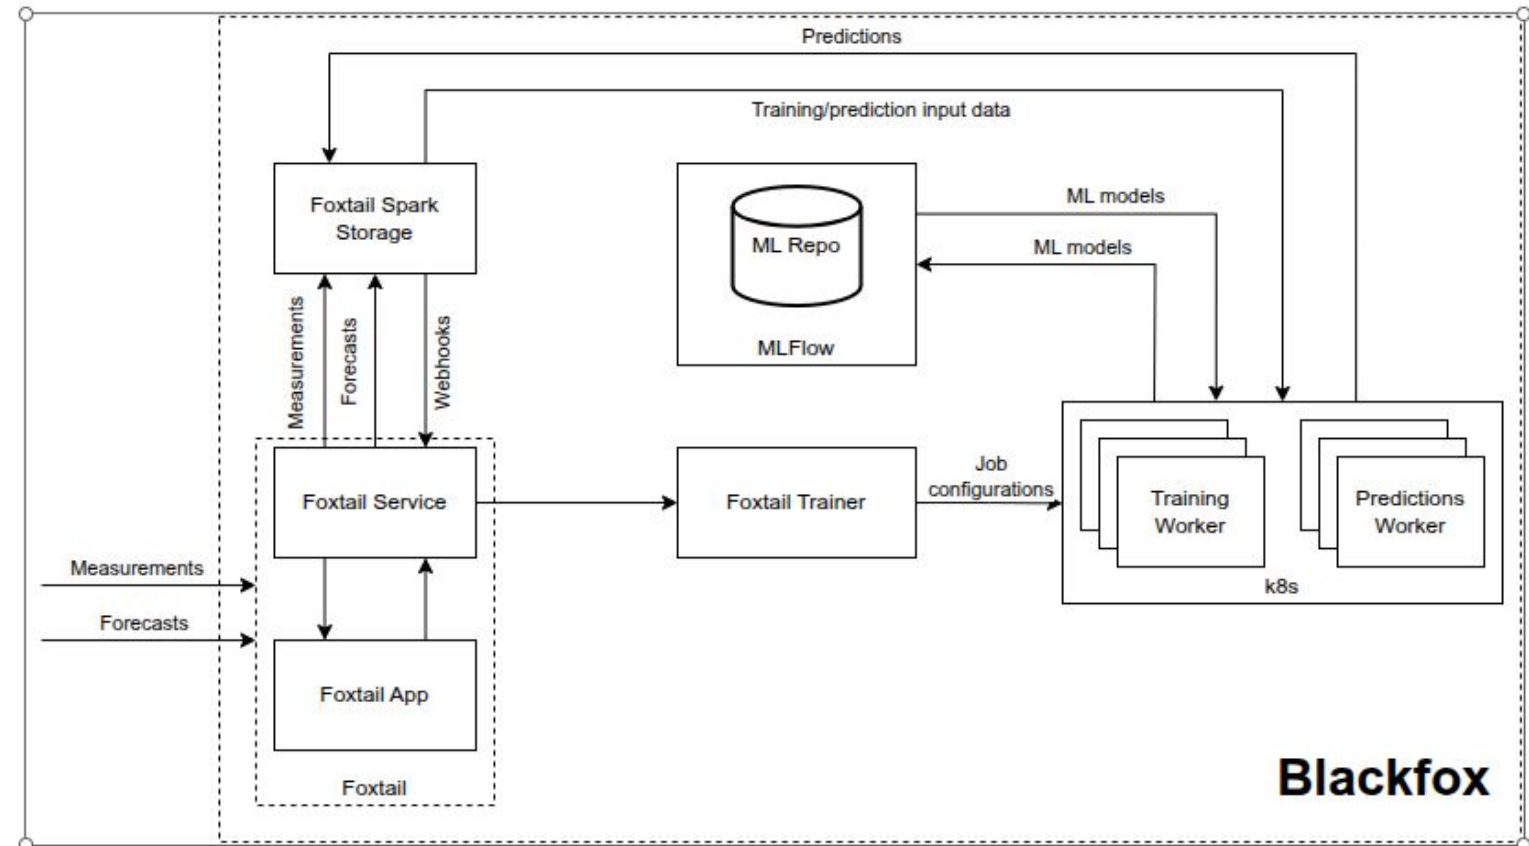 Predictions
Training/prediction input data
Foxtail Spark
Storage
ML Repo
MLFlow
ML models
ML models
Measurements
Forecasts
Webhooks
Foxtail Service
Foxtail Trainer
Job
configurations
Training
Worker
Predictions
Worker
k8s
Measurements
Forecasts
Foxtail App
Foxtail
Blackfox